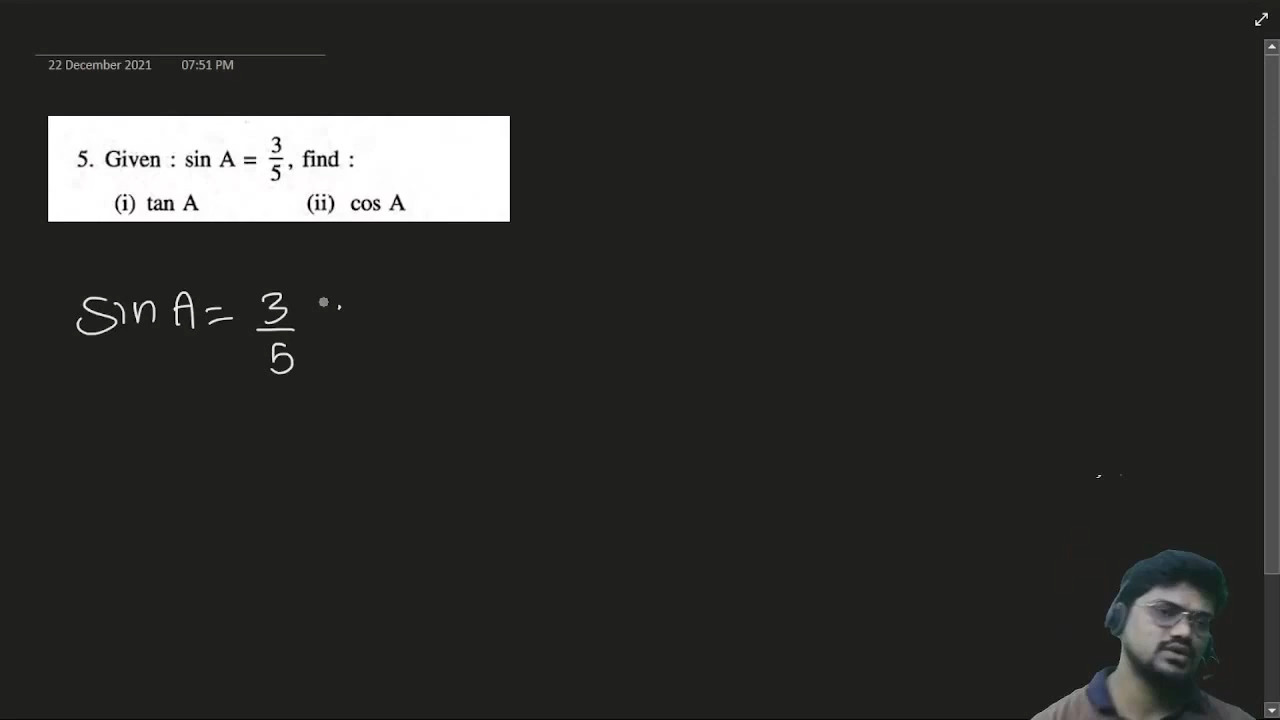 22 December 2021 07:51 PM
5. Given : sin A = 3/5, find :
(i) tan A (ii) cos A
Sin A = 3/5